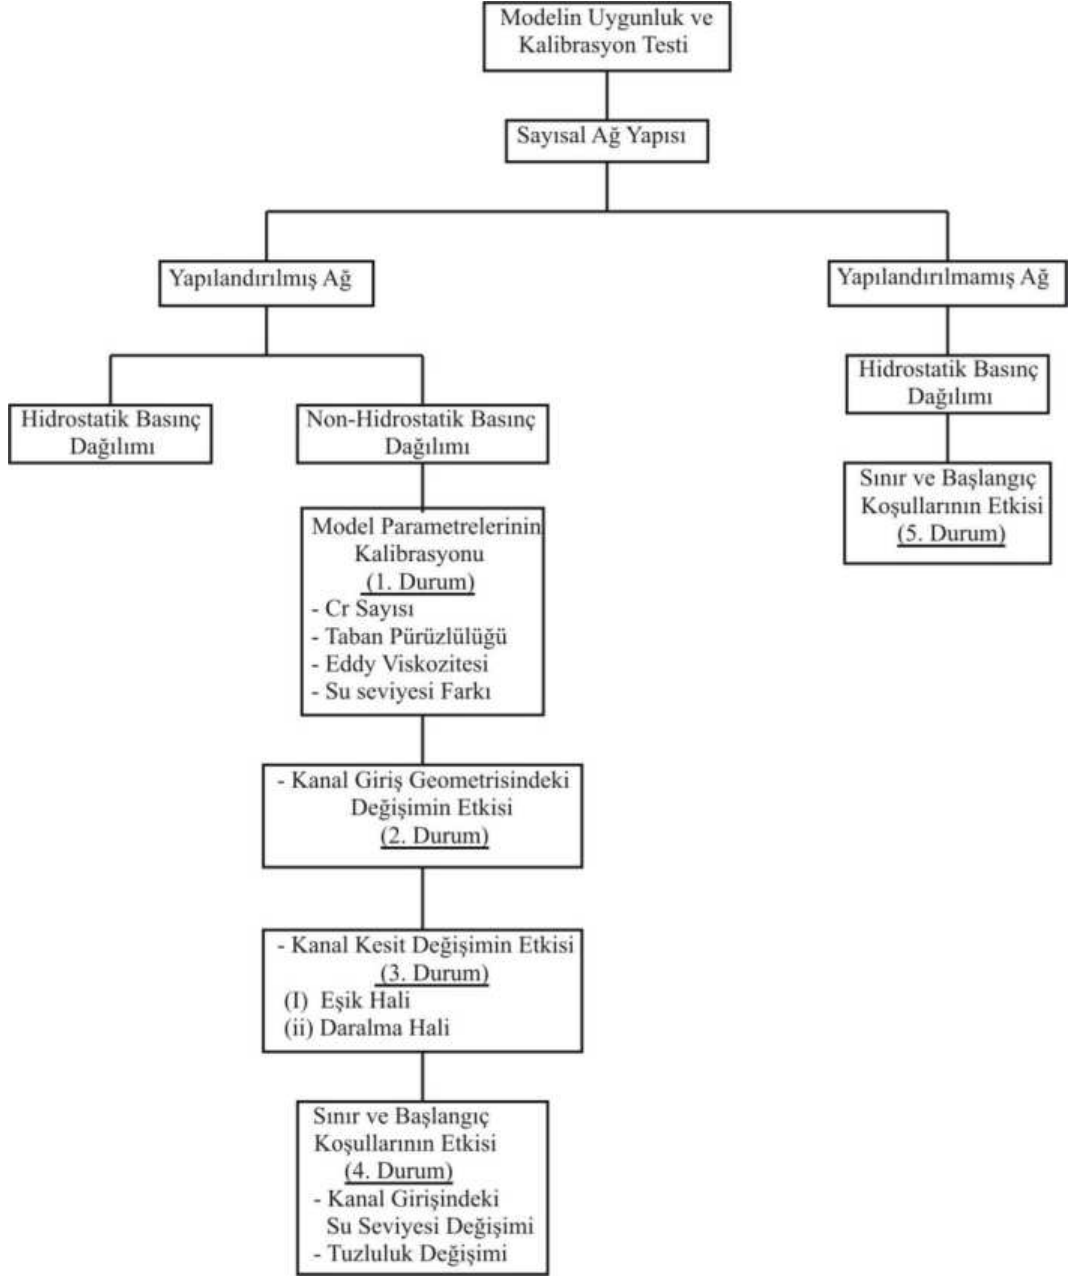 Modelin Uygunluk ve
Kalibrasyon Testi
Sayısal Ağ Yapısı
Yapılandırılmış Ağ
Yapılandırılmamış Ağ
Hidrostatik Basınç
Dağılımı
Non-Hidrostatik Basınç
Dağılımı
Hidrostatik Basınç
Dağılımı
Sınır ve Başlangıç
Koşullarının Etkisi
(5. Durum)
Model Parametrelerinin
Kalibrasyonu
(1. Durum)
- Cr Sayısı
- Taban Pürüzlülüğü
- Eddy Viskozitesi
- Su seviyesi Farkı
- Kanal Giriş Geometrisindeki
Değişimin Etkisi
(2. Durum)
- Kanal Kesit Değişimin Etkisi
(3. Durum)
(I) Eşik Hali
(ii) Daralma Hali
Sınır ve Başlangıç
Koşullarının Etkisi
(4. Durum)
- Kanal Girişindeki
Su Seviyesi Değişimi
- Tuzluluk Değişimi